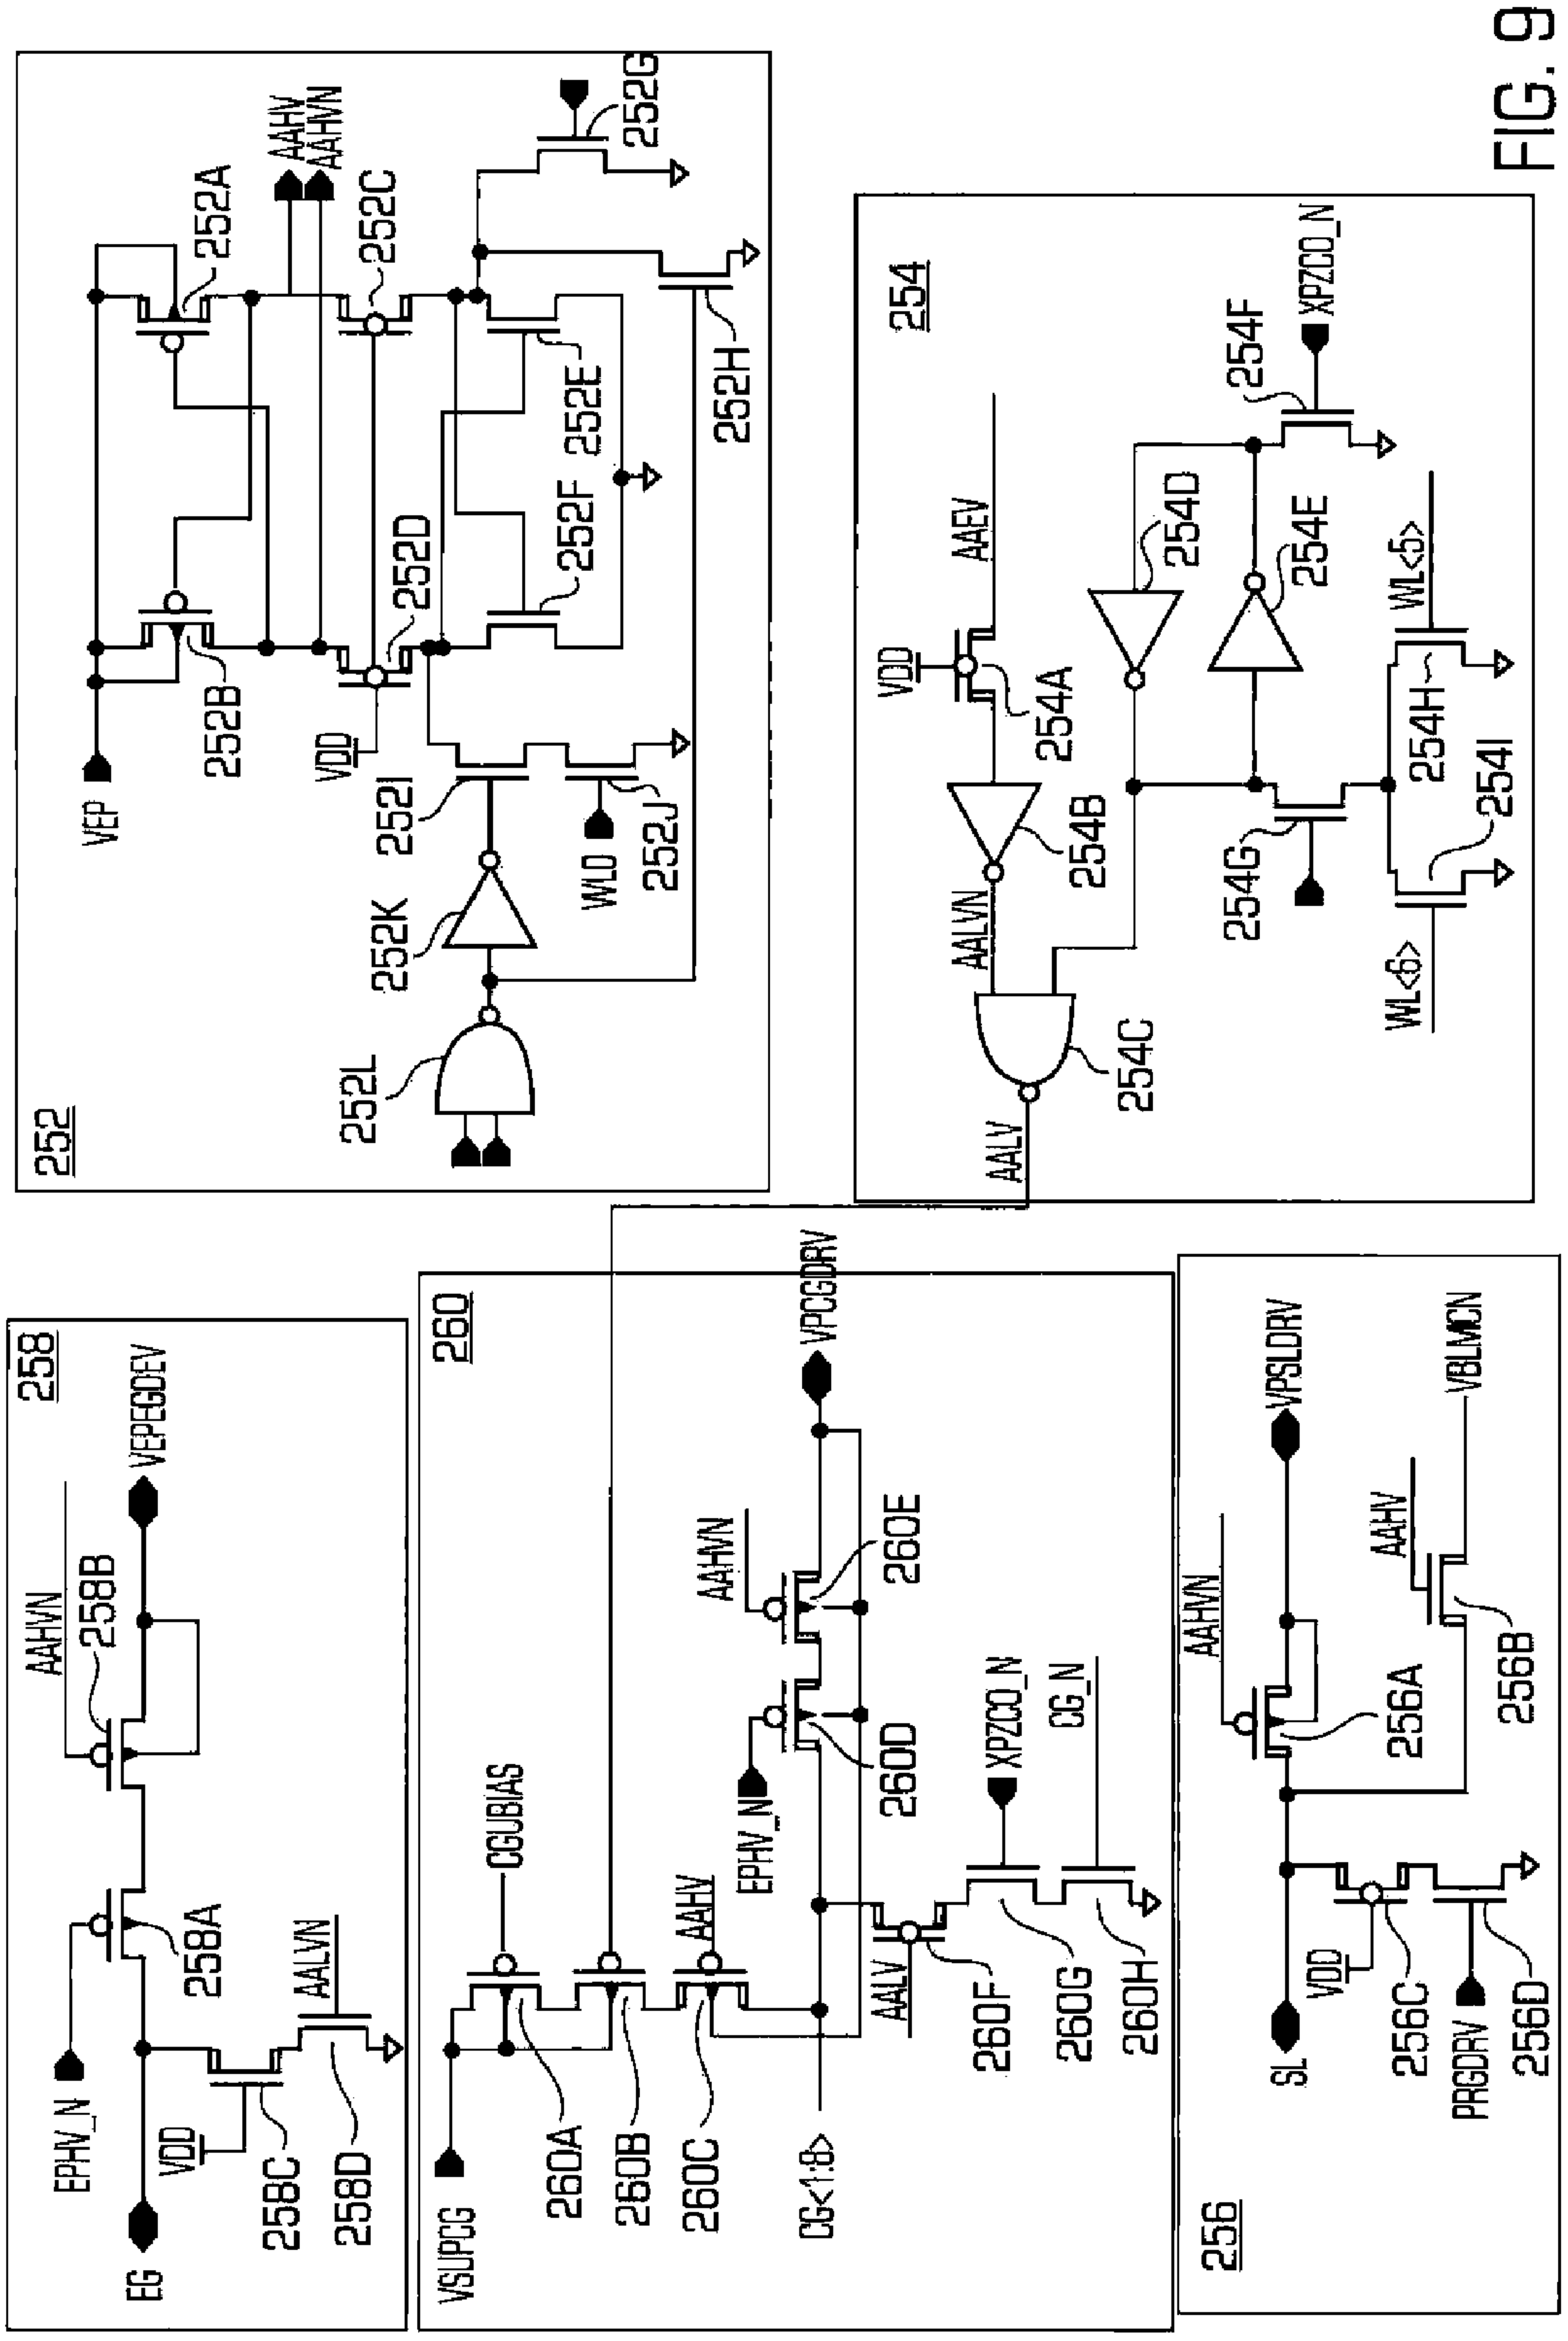 FIG. 9
258
EPHV_N
AAHVN
258B
VEPEGDEV
EG
258A
VDD
258C
258D
AALVN
252
VEP
252B
252A
AAHV
AAHVN
VDD
252D
252C
252L
252K
252I
WLO
252J
252F
252E
252H
252G
260
VSUPCG
CGUBIAS
260A
260B
AAHV
260C
CG<1:8>
EPHV_N
AAHVN
260D
260E
VPCGDRV
AALV
260F
XPZCO_N
260G
CG_N
260H
254
VDD
AAEV
254A
254B
AALVN
AALV
254C
254D
254E
254F
XPZCO_N
254G
WL<5>
254H
WL<6>
254I
256
SL
VDD
256C
PRGDRV
256D
AAHVN
256A
VPSLDRV
AAHV
256B
VBLMCN